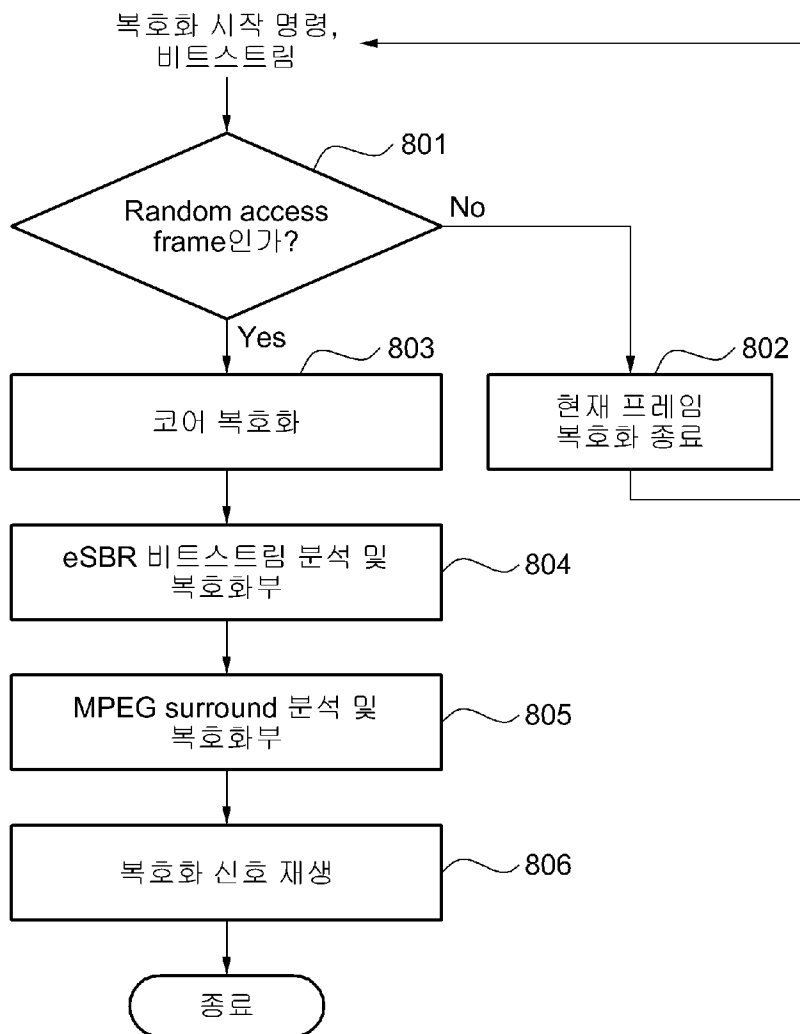 복호화 시작 명령,
비트스트림
801
Random access
frame인가?
No
Yes
803
802
코어 복호화
현재 프레임
복호화 종료
eSBR 비트스트림 분석 및
복호화부
804
MPEG surround 분석 및
복호화부
805
복호화 신호 재생
806
종료